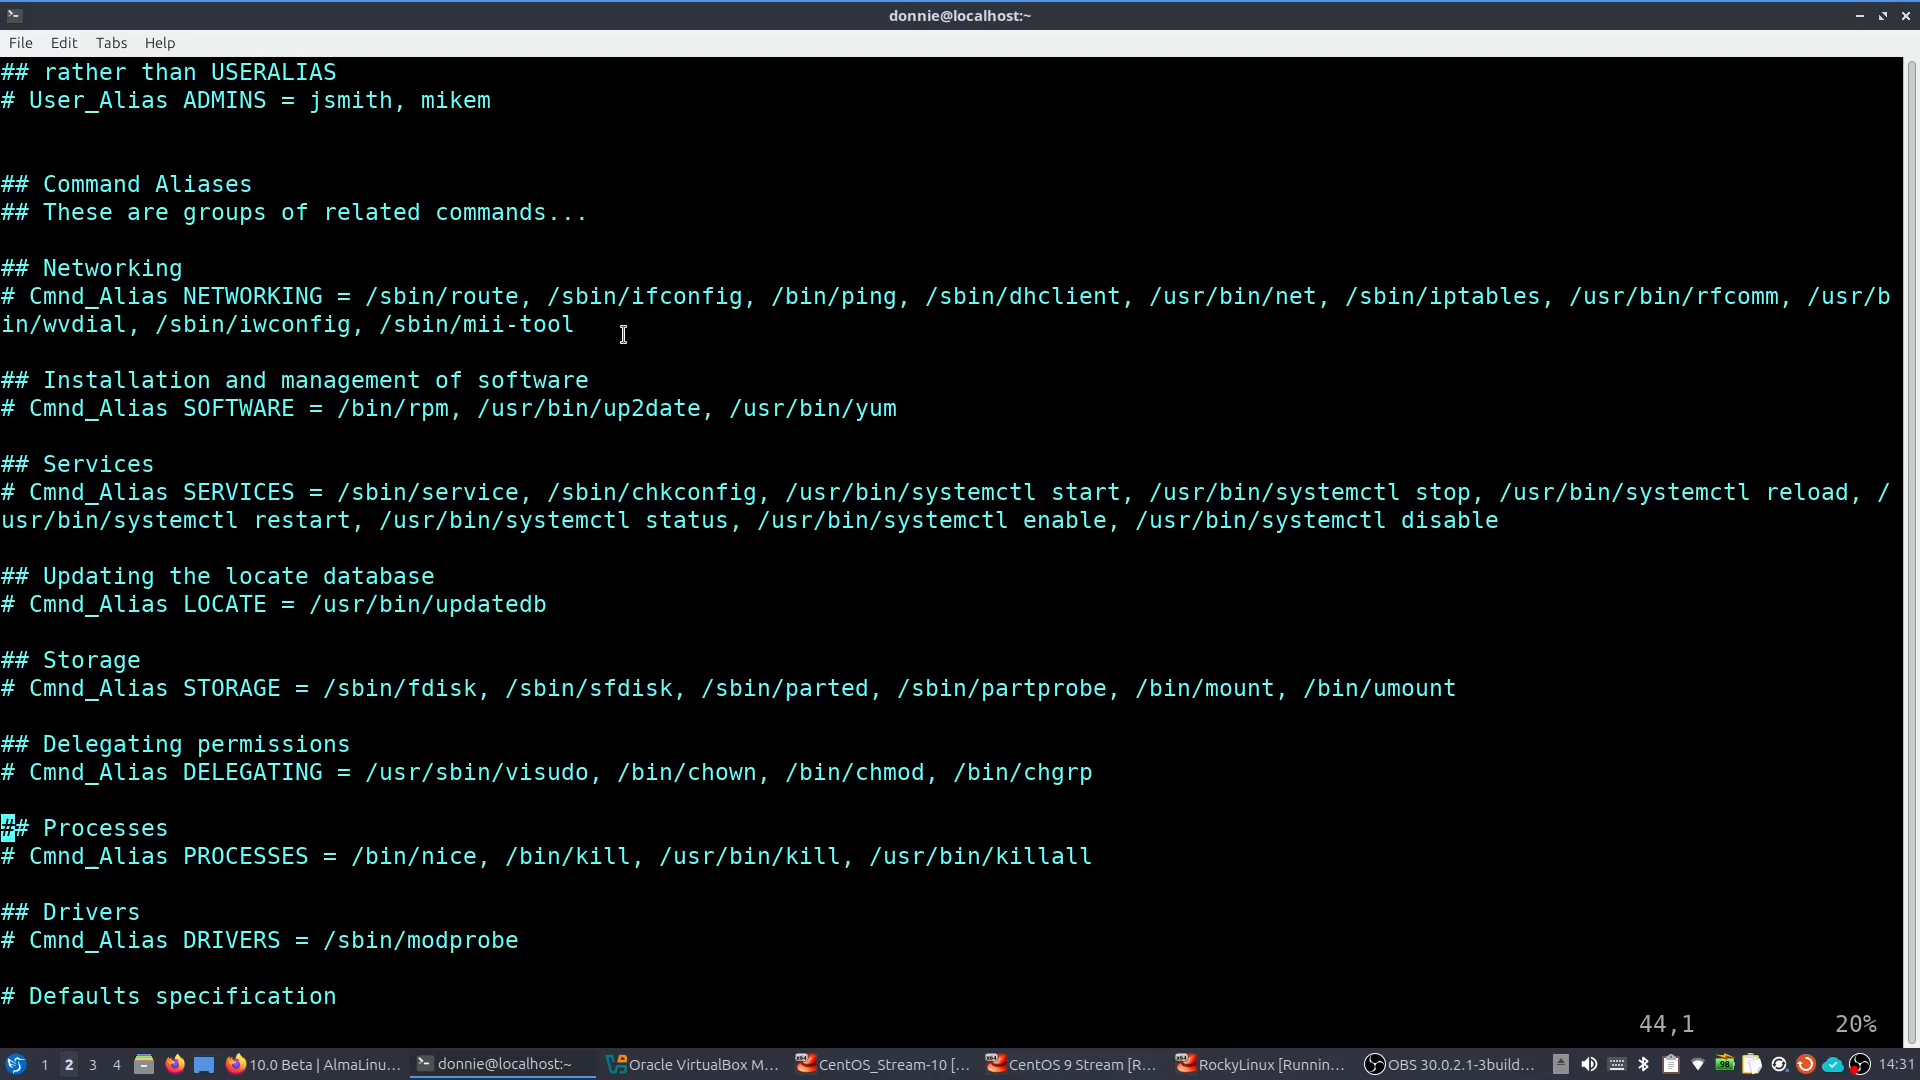 donnie@localhost:~
File Edit Tabs Help
## rather than USERALIAS
# User_Alias ADMINS = jsmith, mikem
## Command Aliases
## These are groups of related commands...
## Networking
# Cmnd_Alias NETWORKING = /sbin/route, /sbin/ifconfig, /bin/ping, /sbin/dhclient, /usr/bin/net, /sbin/iptables, /usr/bin/rfcomm, /usr/b
in/wvdial, /sbin/iwconfig, /sbin/mii-tool
## Installation and management of software
# Cmnd_Alias SOFTWARE = /bin/rpm, /usr/bin/up2date, /usr/bin/yum
## Services
# Cmnd_Alias SERVICES = /sbin/service, /sbin/chkconfig, /usr/bin/systemctl start, /usr/bin/systemctl stop, /usr/bin/systemctl reload, /
usr/bin/systemctl restart, /usr/bin/systemctl status, /usr/bin/systemctl enable, /usr/bin/systemctl disable
## Updating the locate database
# Cmnd_Alias LOCATE = /usr/bin/updatedb
## Storage
# Cmnd_Alias STORAGE = /sbin/fdisk, /sbin/sfdisk, /sbin/parted, /sbin/partprobe, /bin/mount, /bin/umount
## Delegating permissions
# Cmnd_Alias DELEGATING = /usr/sbin/visudo, /bin/chown, /bin/chmod, /bin/chgrp
## Processes
# Cmnd_Alias PROCESSES = /bin/nice, /bin/kill, /usr/bin/kill, /usr/bin/killall
## Drivers
# Cmnd_Alias DRIVERS = /sbin/modprobe
# Defaults specification
44,1 20%
1 2 3 4 10.0 Beta | AlmaLinu... donnie@localhost:~ Oracle VirtualBox M... CentOS_Stream-10 [... CentOS 9 Stream [R... RockyLinux [Runnin... OBS 30.0.2.1-3build... 98 14:31